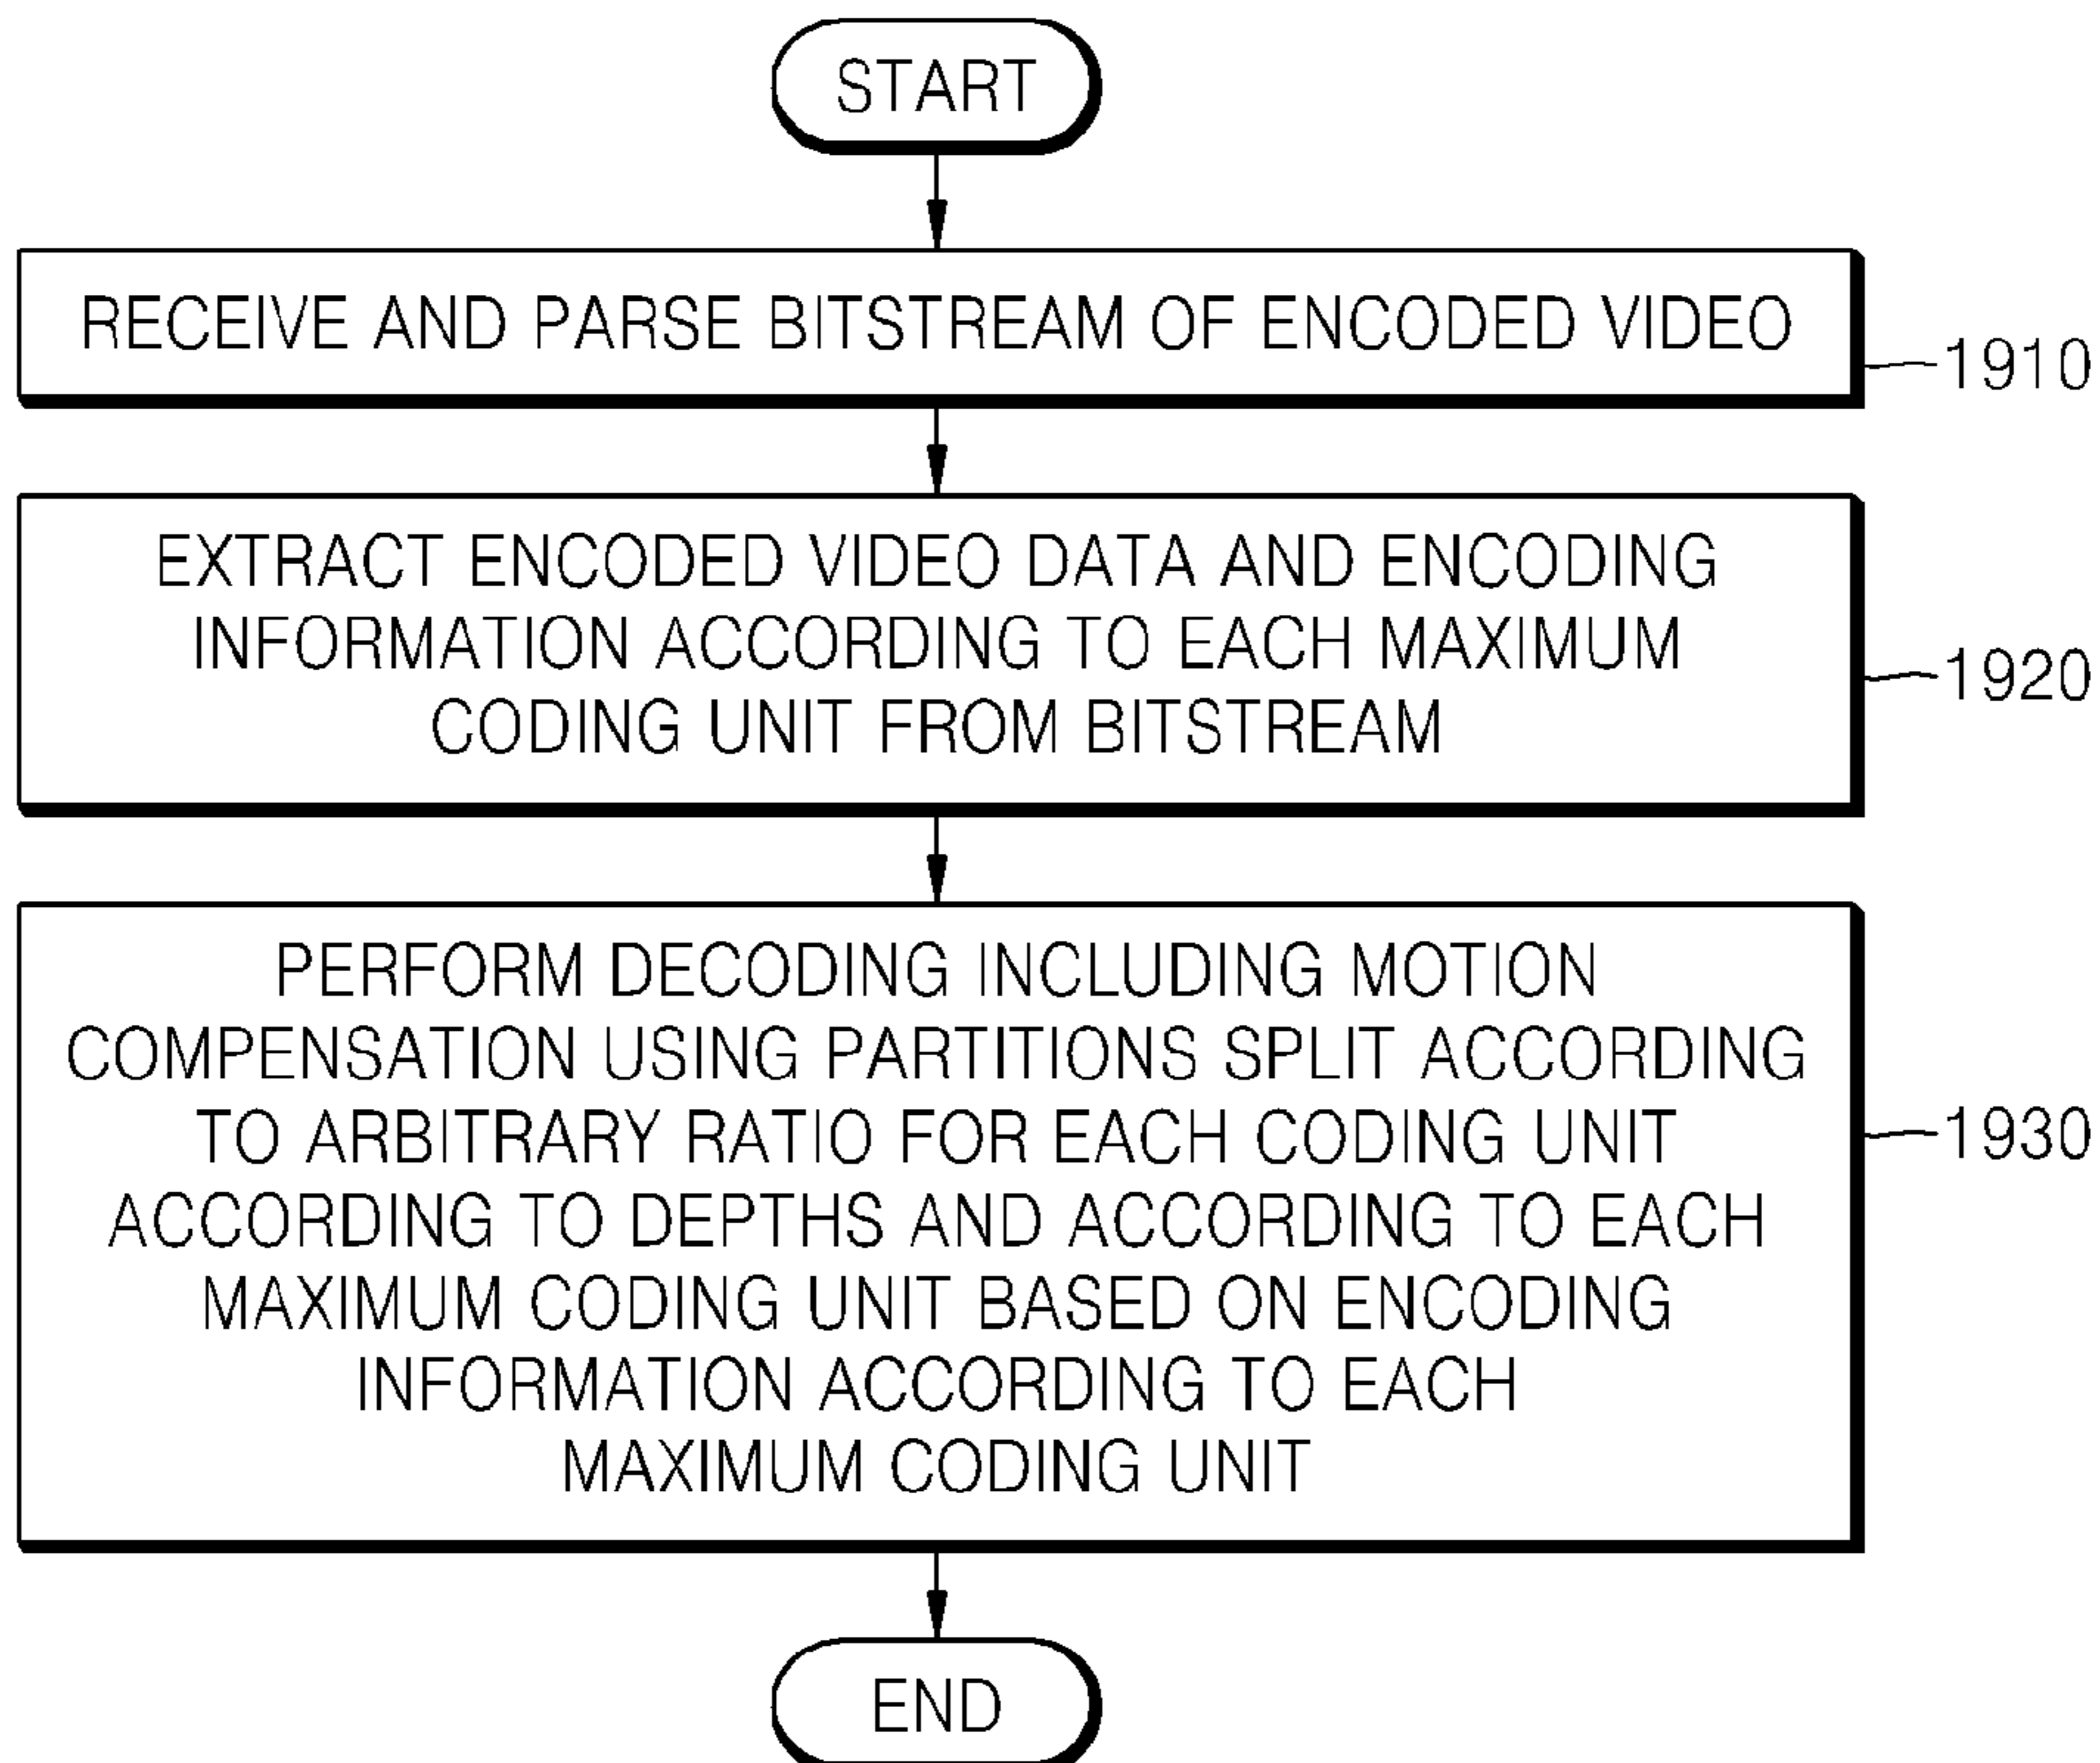 START
RECEIVE AND PARSE BITSTREAM OF ENCODED VIDEO
1910
EXTRACT ENCODED VIDEO DATA AND ENCODING
INFORMATION ACCORDING TO EACH MAXIMUM
CODING UNIT FROM BITSTREAM
1920
PERFORM DECODING INCLUDING MOTION
COMPENSATION USING PARTITIONS SPLIT ACCORDING
TO ARBITRARY RATIO FOR EACH CODING UNIT
ACCORDING TO DEPTHS AND ACCORDING TO EACH
MAXIMUM CODING UNIT BASED ON ENCODING
INFORMATION ACCORDING TO EACH
MAXIMUM CODING UNIT
1930
END